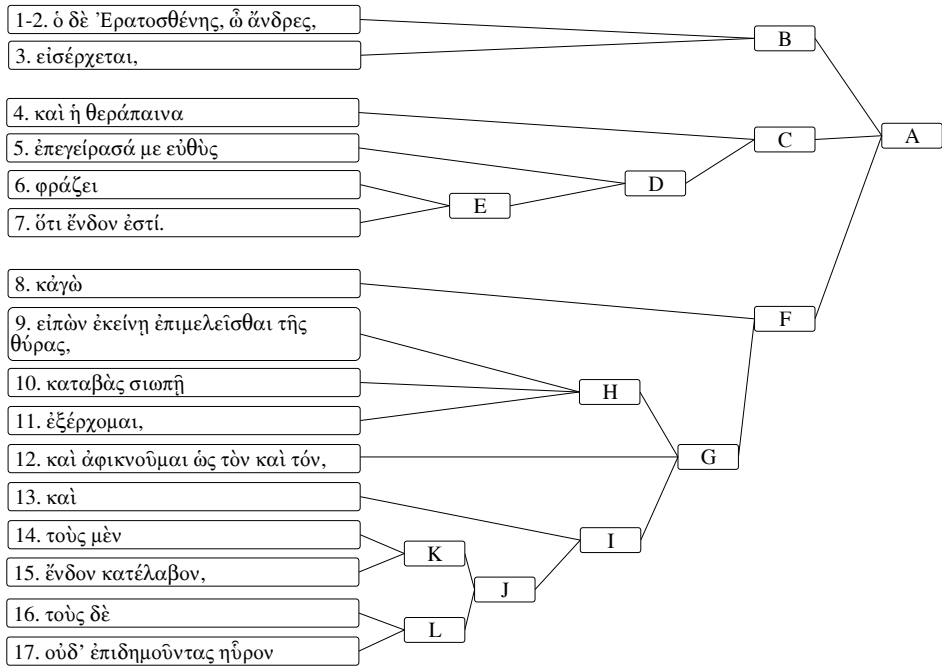 1-2. ὁ δὲ Ἐρατοσθένης, ὦ ἄνδρες,
B
3. εἰσέρχεται,
4. καὶ ἡ θεράπαινα
C
A
5. ἐπεγείρασά με εὐθὺς
D
6. φράζει
E
7. ὅτι ἔνδον ἐστί.
8. κἀγὼ
F
9. εἰπὼν ἐκείνῃ ἐπιμελεῖσθαι τῆς
θύρας,
10. καταβὰς σιωπῇ
H
11. ἐξέρχομαι,
12. καὶ ἀφικνοῦμαι ὡς τὸν καὶ τόν,
G
13. καὶ
14. τοὺς μὲν
I
K
15. ἔνδον κατέλαβον,
J
16. τοὺς δὲ
L
17. οὐδ’ ἐπιδημοῦντας ηὗρον